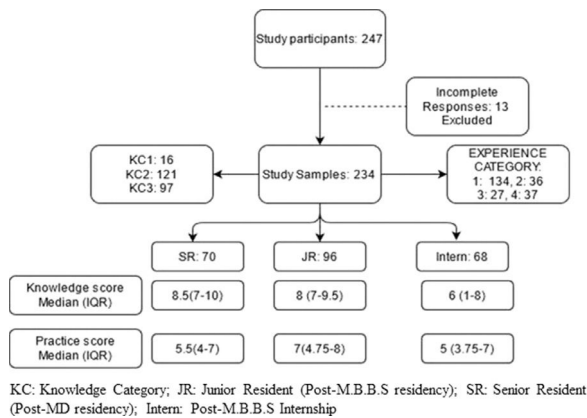 Study participants: 247
Incomplete
Responses: 13
Excluded
KC1: 16
KC2: 121
KC3: 97
Study Samples: 234
EXPERIENCE
CATEGORY:
1: 134, 2: 36
3: 27, 4: 37
SR: 70
JR: 96
Intern: 68
Knowledge score
Median (IQR)
8.5(7-10)
8 (7-9.5)
6 (1-8)
Practice score
Median (IQR)
5.5(4-7)
7(4.75-8)
5 (3.75-7)
KC: Knowledge Category; JR: Junior Resident (Post-M.B.B.S residency); SR: Senior Resident
(Post-MD residency); Intern: Post-M.B.B.S Internship